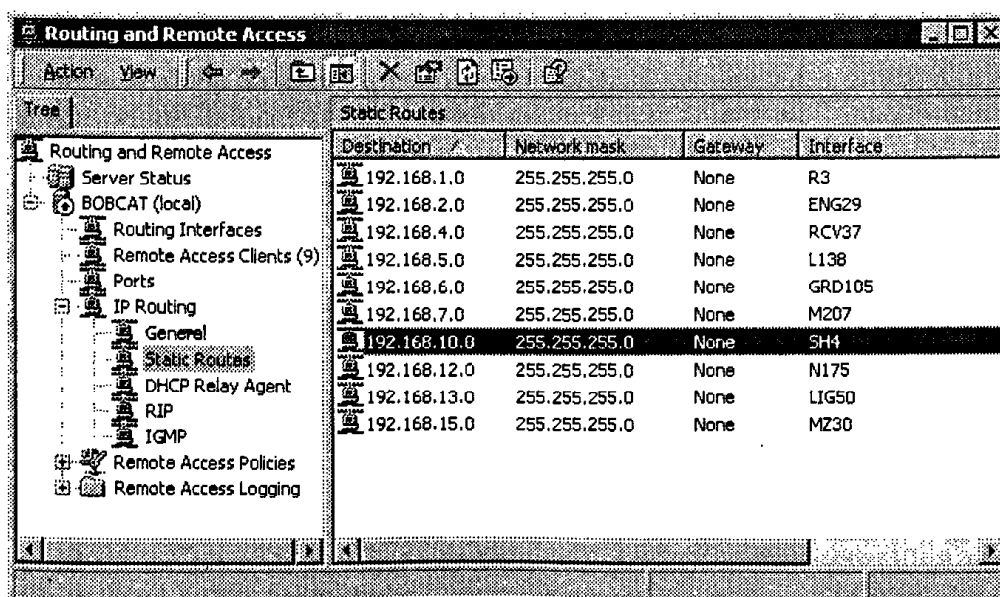 Routing and Remote Access
Action View
Tree
Static Routes
Routing and Remote Access
Server Status
BOBCAT (local)
Routing Interfaces
Remote Access Clients (9)
Ports
IP Routing
General
Static Routes
DHCP Relay Agent
RIP
IGMP
Remote Access Policies
Remote Access Logging
Destination Network mask Gateway Interface
192.168.1.0 255.255.255.0 None R3
192.168.2.0 255.255.255.0 None ENG29
192.168.4.0 255.255.255.0 None RCV37
192.168.5.0 255.255.255.0 None L138
192.168.6.0 255.255.255.0 None GRD105
192.168.7.0 255.255.255.0 None M207
192.168.10.0 255.255.255.0 None SH4
192.168.12.0 255.255.255.0 None N175
192.168.13.0 255.255.255.0 None LIG50
192.168.15.0 255.255.255.0 None MZ30